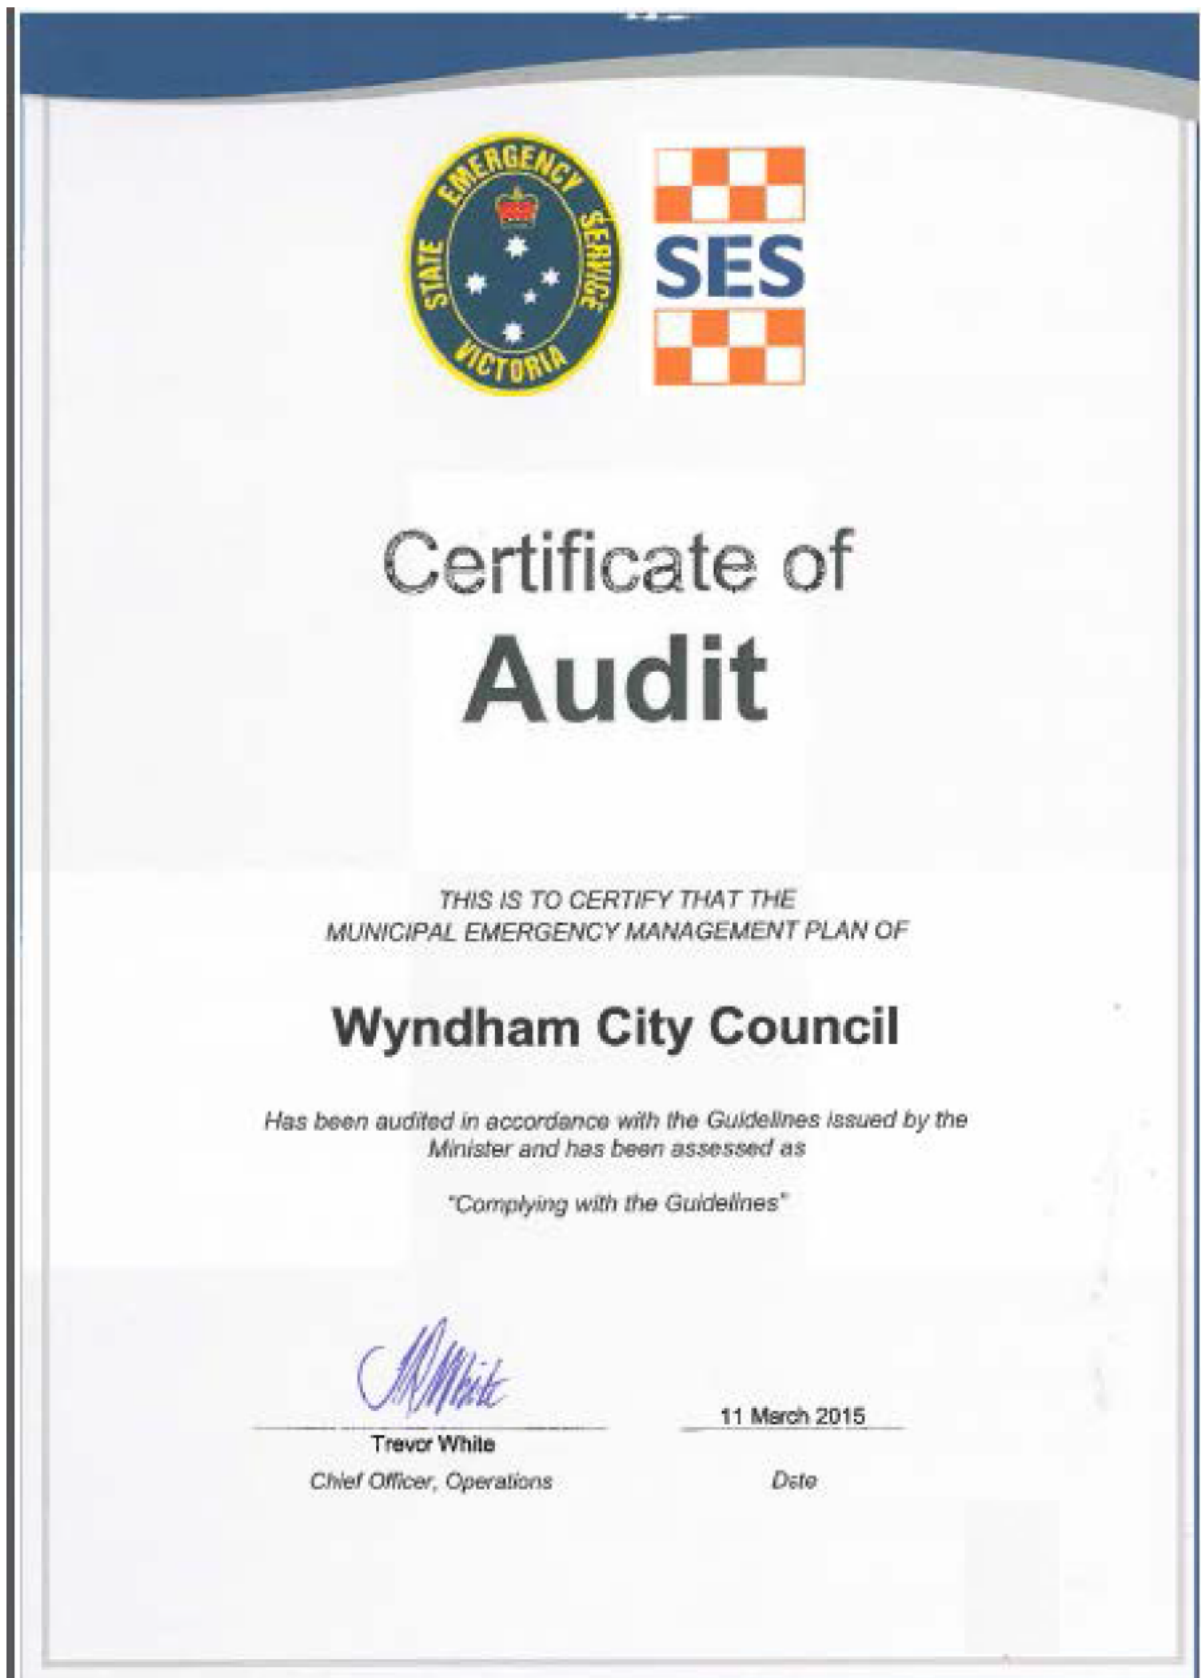 STATE EMERGENCY SERVICE
VICTORIA
SES
Certificate of
Audit
THIS IS TO CERTIFY THAT THE
MUNICIPAL EMERGENCY MANAGEMENT PLAN OF
Wyndham City Council
Has been audited in accordance with the Guidelines issued by the
Minister and has been assessed as
"Complying with the Guidelines"
White
11 March 2015
Trevor White
Chief Officer, Operations
Date